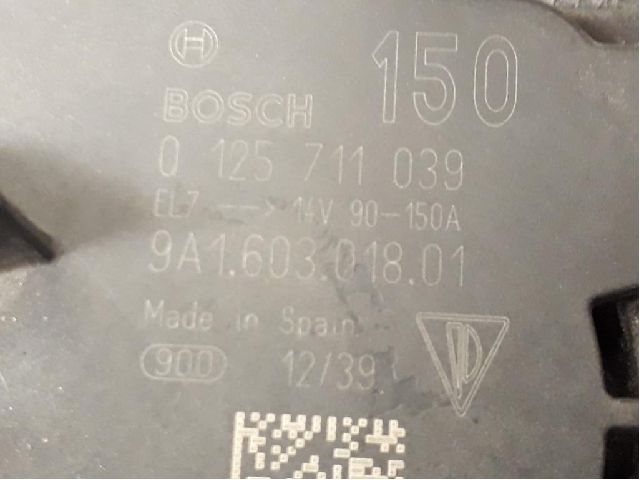 150
BOSCH
0 125 711 039
EL7 --> 14V 90-150A
9A1.603.018.01
Made in Spain
900 12/39